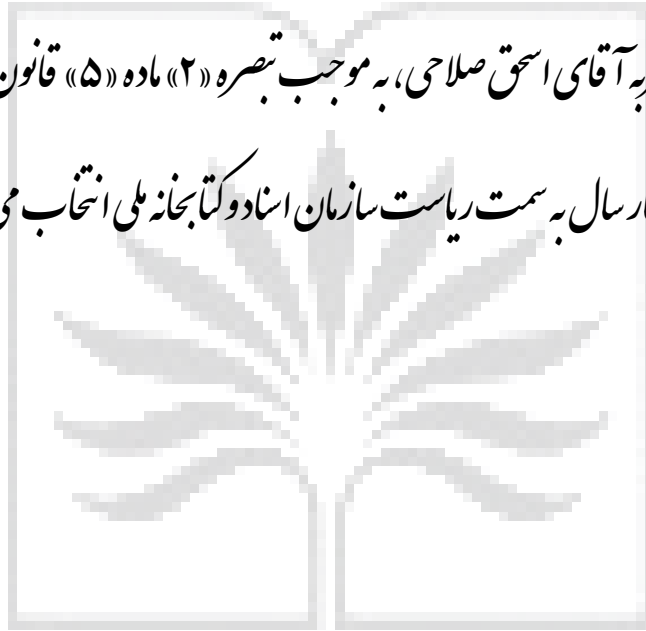 به آقای اسحق صلاحی، به موجب تبصره «۲» ماده «۵» قانون
سال به سمت ریاست سازمان اسناد و کتابخانه ملی انتخاب می